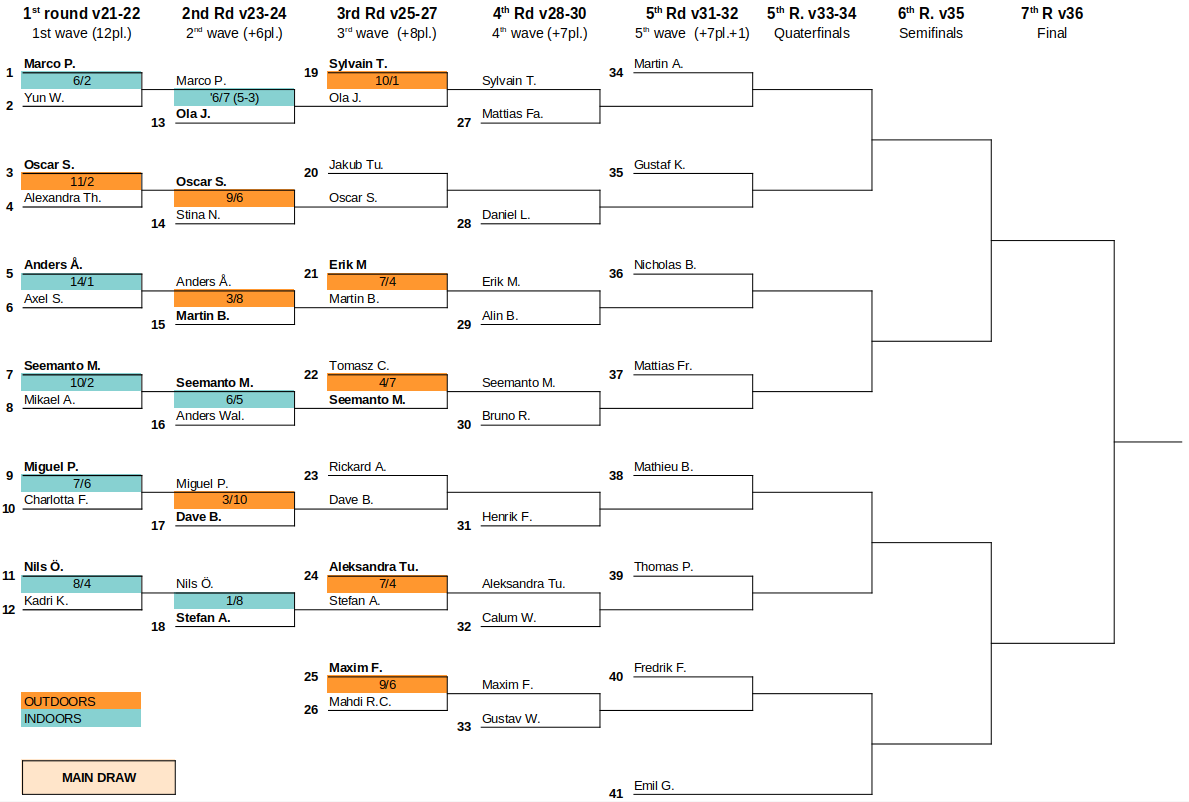 1st round v21-22 2nd Rd v23-24 3rd Rd v25-27 4th Rd v28-30 5th Rd v31-32 5th R. v33-34 6th R. v35 7th R v36
1st wave (12pl.) 2nd wave (+6pl.) 3rd wave (+8pl.) 4th wave (+7pl.) 5th wave (+7pl.+1) Quaterfinals Semifinals Final
Marco P. Sylvain T. Martin A.
1 6/2 Marco P. 19 10/1 Sylvain T. 34
2 Yun W. '6/7 (5-3) Ola J.
13 Ola J. 27 Mattias Fa.
Oscar S. Jakub Tu. Gustaf K.
3 11/2 Oscar S. 20 35
4 Alexandra Th. 9/6 Oscar S.
14 Stina N. 28 Daniel L.
Anders Å. Erik M Nicholas B.
5 14/1 Anders Å. 21 7/4 Erik M. 36
6 Axel S. 3/8 Martin B.
15 Martin B. 29 Alin B.
Seemanto M. Tomasz C. Mattias Fr.
7 10/2 Seemanto M. 22 4/7 Seemanto M. 37
8 Mikael A. 6/5 Seemanto M.
16 Anders Wal. 30 Bruno R.
Miguel P. Rickard A. Mathieu B.
9 7/6 Miguel P. 23 38
10 Charlotta F. 3/10 Dave B.
17 Dave B. 31 Henrik F.
Nils Ö. Aleksandra Tu. Thomas P.
11 8/4 Nils Ö. 24 7/4 Aleksandra Tu. 39
12 Kadri K. 1/8 Stefan A.
18 Stefan A. 32 Calum W.
Maxim F. Fredrik F.
25 9/6 Maxim F. 40
26 Mahdi R.C.
33 Gustav W.
OUTDOORS
INDOORS
MAIN DRAW
41 Emil G.